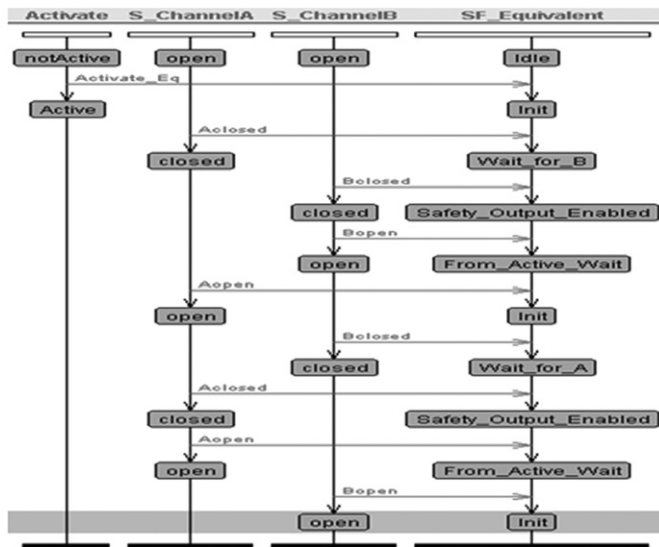 Activate S_ChannelA S_ChannelB SF_Equivalent
notActive open open Idle
Activate_Eq
Active Init
Aclosed
closed Wait_for_B
Bclosed
closed Safety_Output_Enabled
Bopen
open From_Active_Wait
Aopen
open Init
Bclosed
closed Wait_for_A
Aclosed
closed Safety_Output_Enabled
Aopen
open From_Active_Wait
Bopen
open Init